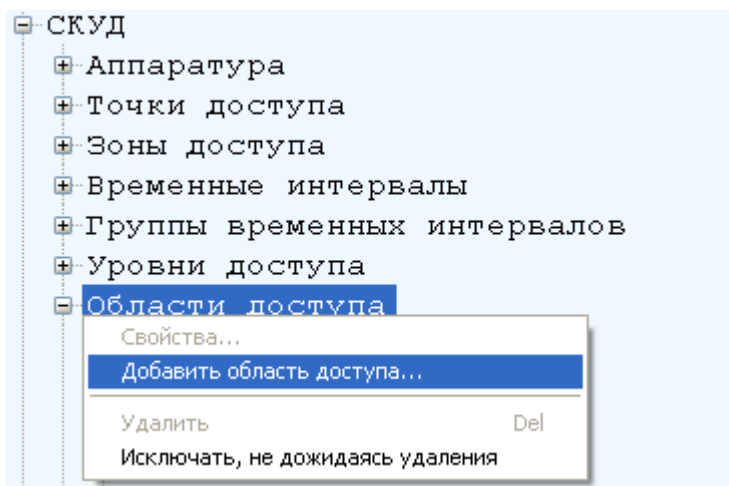 СКУД
Аппаратура
Точки доступа
Зоны доступа
Временные интервалы
Группы временных интервалов
Уровни доступа
Области доступа
Свойства...
Добавить область доступа...
Удалить Del
Исключать, не дожидаясь удаления